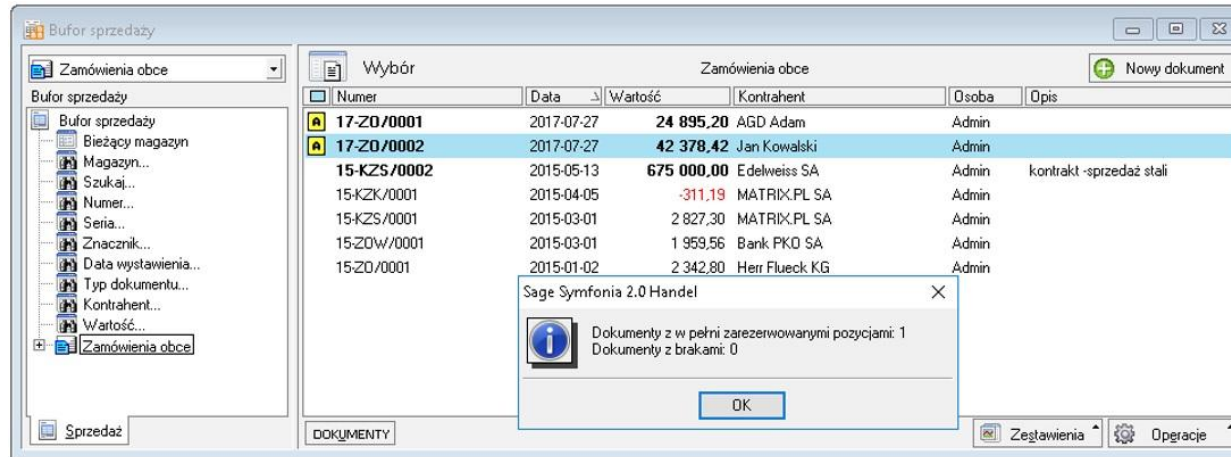 Bufor sprzedaży
Zamówienia obce
Bufor sprzedaży
Bufor sprzedaży
Bieżący magazyn
Magazyn...
Szukaj...
Numer...
Seria...
Znacznik...
Data wystawienia...
Typ dokumentu...
Kontrahent...
Wartość...
Zamówienia obce
Sprzedaż
Wybór Zamówienia obce Nowy dokument
Numer Data Wartość Kontrahent Osoba Opis
A 17-ZO/0001 2017-07-27 24 895,20 AGD Adam Admin
A 17-ZO/0002 2017-07-27 42 378,42 Jan Kowalski Admin
15-KZS/0002 2015-05-13 675 000,00 Edelweiss SA Admin kontrakt -sprzedaż stali
15-KZK/0001 2015-04-05 -311,19 MATRIX.PL SA Admin
15-KZS/0001 2015-03-01 2 827,30 MATRIX.PL SA Admin
15-ZOW/0001 2015-03-01 1 959,56 Bank PKO SA Admin
15-ZO/0001 2015-01-02 2 342,80 Herr Flueck KG Admin
Sage Symfonia 2.0 Handel
Dokumenty z w pełni zarezerwowanymi pozycjami: 1
Dokumenty z brakami: 0
OK
DOKUMENTY Zestawienia Operacje